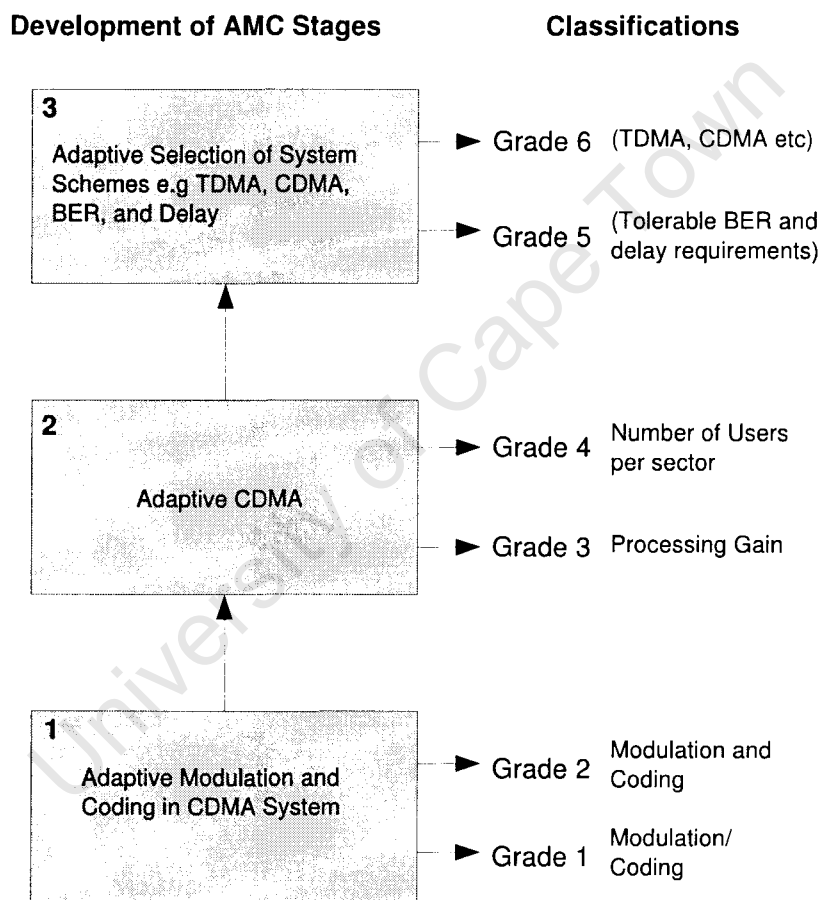 Development of AMC Stages
Classifications
3
Adaptive Selection of System
Schemes e.g TDMA, CDMA,
BER, and Delay
Grade 6 (TDMA, CDMA etc)
Grade 5 (Tolerable BER and
delay requirements)
2
Adaptive CDMA
Grade 4 Number of Users
per sector
Grade 3 Processing Gain
1
Adaptive Modulation and
Coding in CDMA System
Grade 2 Modulation and
Coding
Grade 1 Modulation/
Coding
University of Cape Town